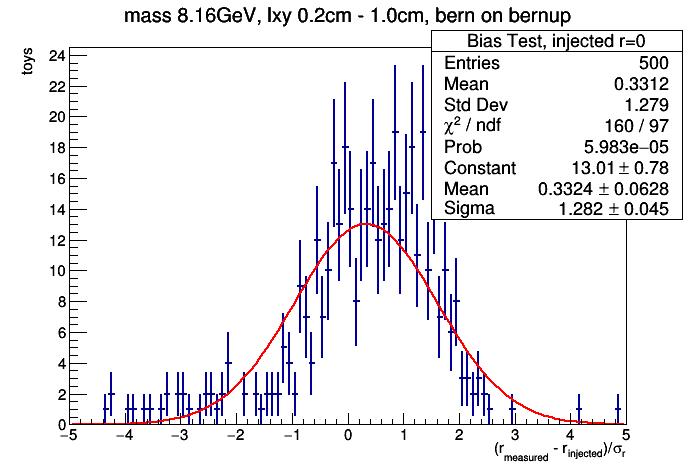 mass 8.16GeV, lxy 0.2cm - 1.0cm, bern on bernup
toys
Bias Test, injected r=0
Entries 500
Mean 0.3312
Std Dev 1.279
χ² / ndf 160 / 97
Prob 5.983e−05
Constant 13.01 ± 0.78
Mean 0.3324 ± 0.0628
Sigma 1.282 ± 0.045
24
22
20
18
16
14
12
10
8
6
4
2
0
−5 −4 −3 −2 −1 0 1 2 3 4 5
(r_measured - r_injected)/σ_r